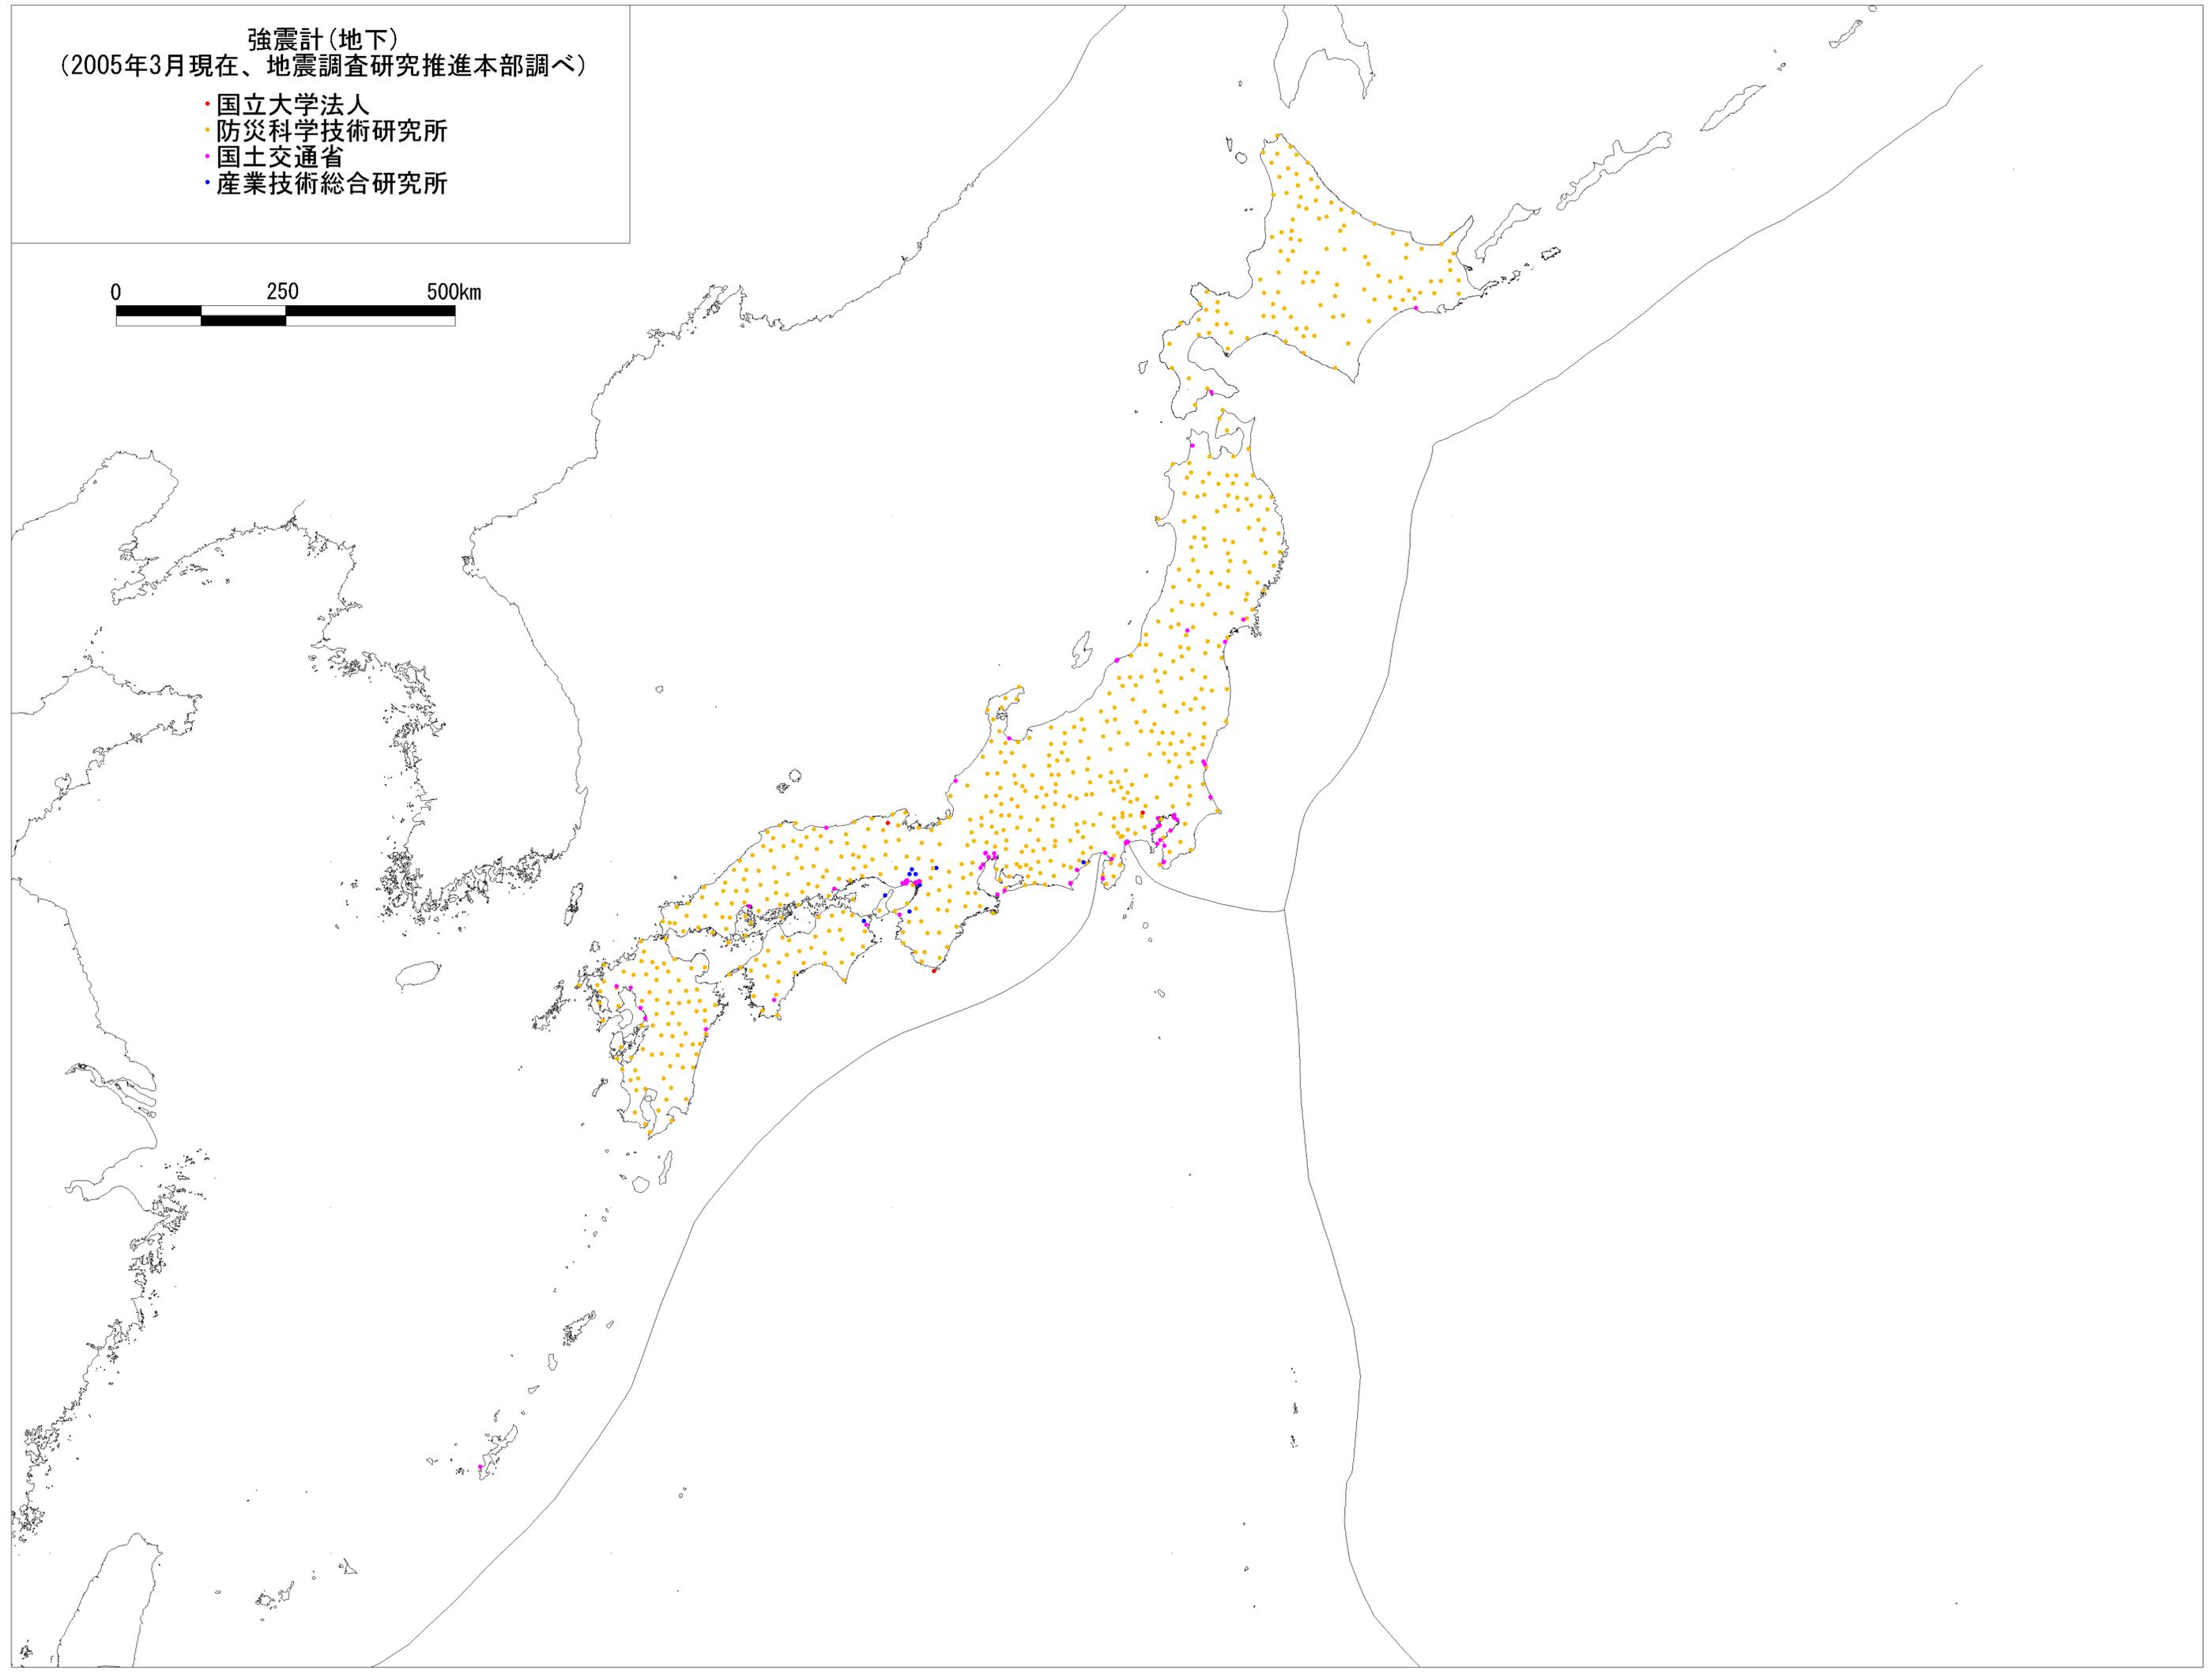 強震計(地下)
(2005年3月現在、地震調査研究推進本部調べ)
・国立大学法人
・防災科学技術研究所
・国土交通省
・産業技術総合研究所
0 250 500km